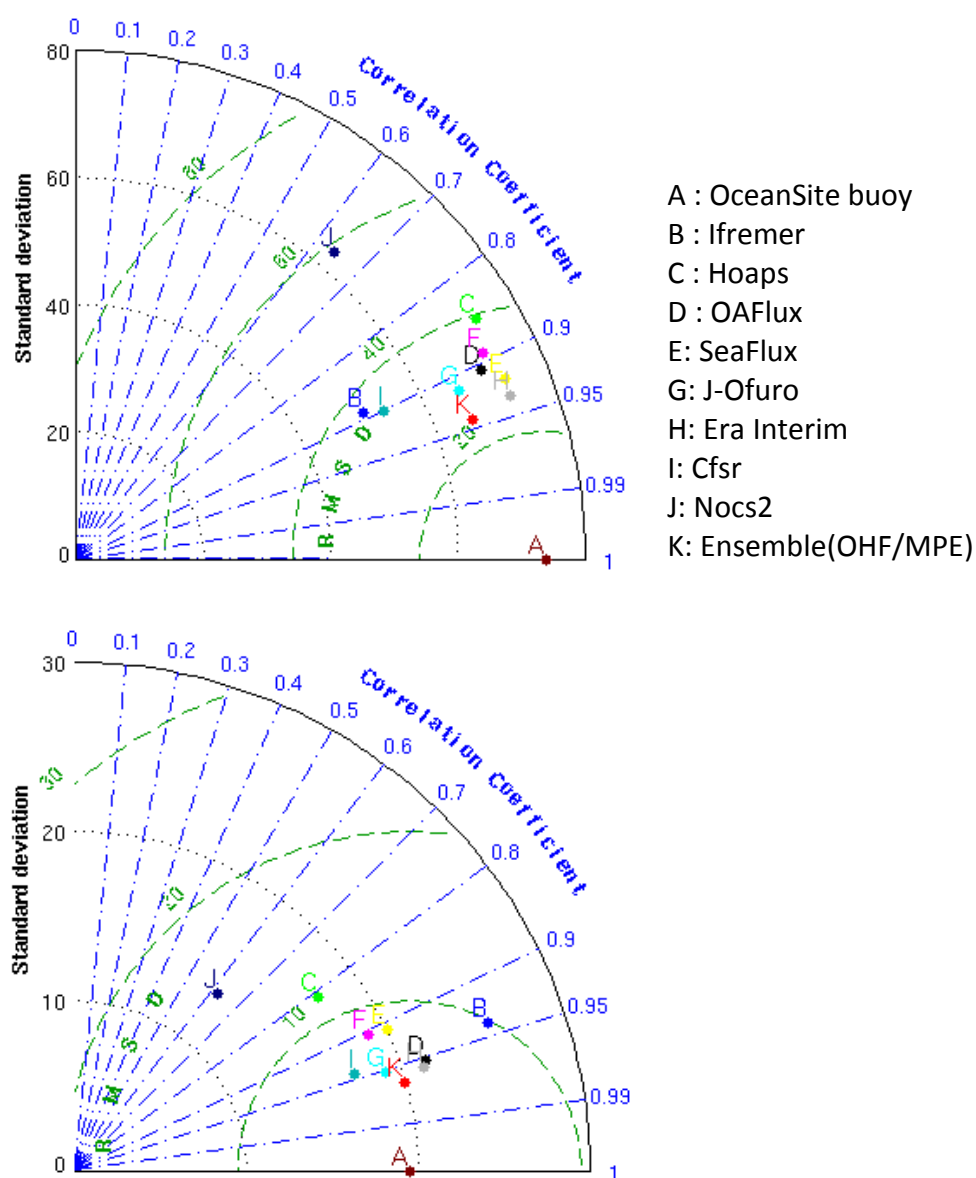 0
0.1
0.2
0.3
0.4
0.5
0.6
0.7
0.8
0.9
0.95
0.99
1
Correlation Coefficient
80
60
40
20
0
Standard deviation
60
60
40
20
R M S D
J
C
F
D
E
H
G
K
B
I
A
A : OceanSite buoy
B : Ifremer
C : Hoaps
D : OAFlux
E: SeaFlux
G: J-Ofuro
H: Era Interim
I: Cfsr
J: Nocs2
K: Ensemble(OHF/MPE)
0
0.1
0.2
0.3
0.4
0.5
0.6
0.7
0.8
0.9
0.95
0.99
1
Correlation Coefficient
30
20
10
0
Standard deviation
30
20
10
R M S D
J
C
F
E
B
D
I
G
K
A